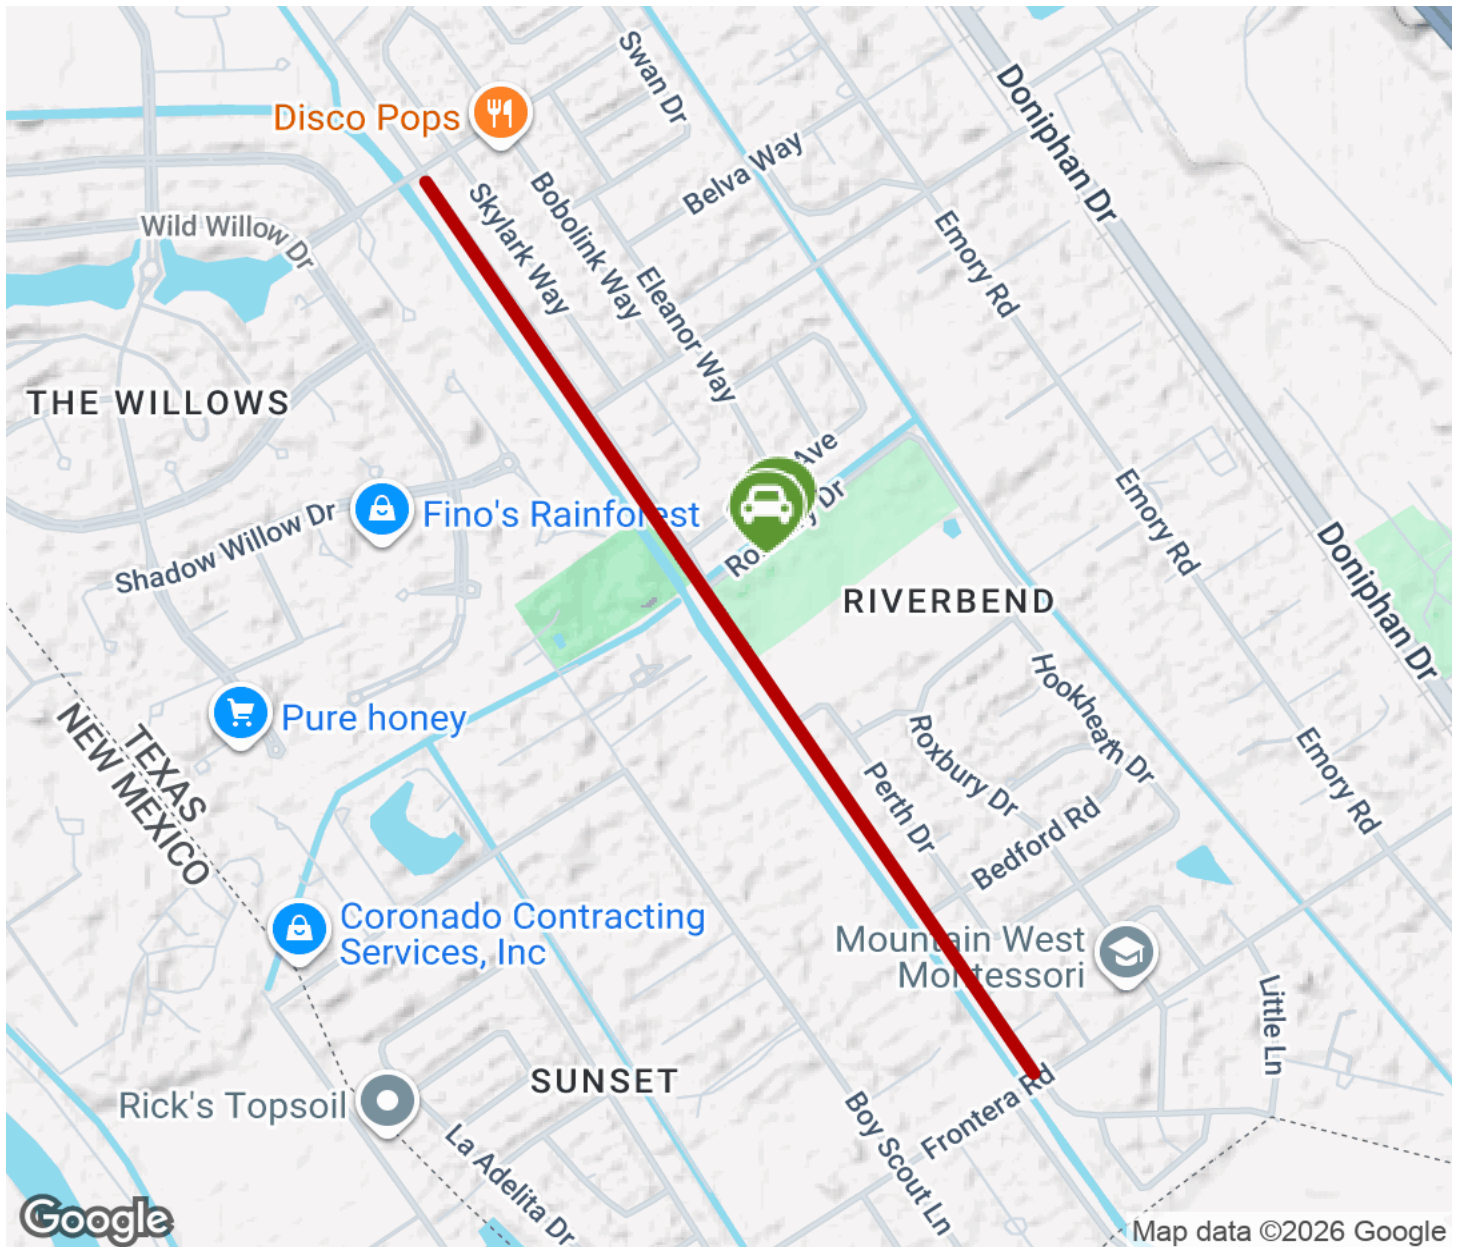 Swan Dr
Doniphan Dr
Disco Pops
Belva Way
Skylark Way
Bobolink Way
Wild Willow Dr
Emory Rd
Eleanor Way
THE WILLOWS
Ave
Emory Rd
Fino's Rainforest
Shadow Willow Dr
Dr
Doniphan Dr
RIVERBEND
Hookheath Dr
Pure honey
TEXAS
NEW MEXICO
Roxbury Dr
Emory Rd
Perth Dr
Bedford Rd
Coronado Contracting
Services, Inc
Mountain West
Montessori
Little Ln
SUNSET
Rick's Topsoil
Frontera Rd
Boy Scout Ln
La Adelita Dr
Google
Map data ©2026 Google